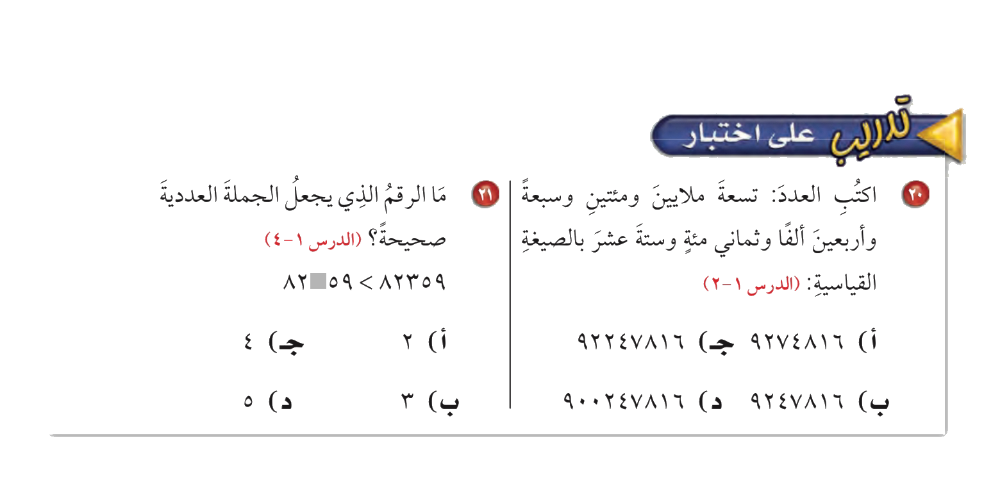 تدريب على اختبار
٢٠ اكتُبِ العددَ: تسعةَ ملايينَ ومئتينِ وسبعةً
وأربعينَ ألفًا وثماني مئةٍ وستةَ عشرَ بالصيغةِ
القياسيةِ: (الدرس ١-٢)
أ) ٩٢٧٤٨١٦ جـ) ٩٢٢٤٧٨١٦
ب) ٩٢٤٧٨١٦ د) ٩٠٠٢٤٧٨١٦
٢١ مَا الرقمُ الذِي يجعلُ الجملةَ العدديةَ
صحيحةً؟ (الدرس ١-٤)
٨٢■٥٩ < ٨٢٣٥٩
أ) ٢ جـ) ٤
ب) ٣ د) ٥